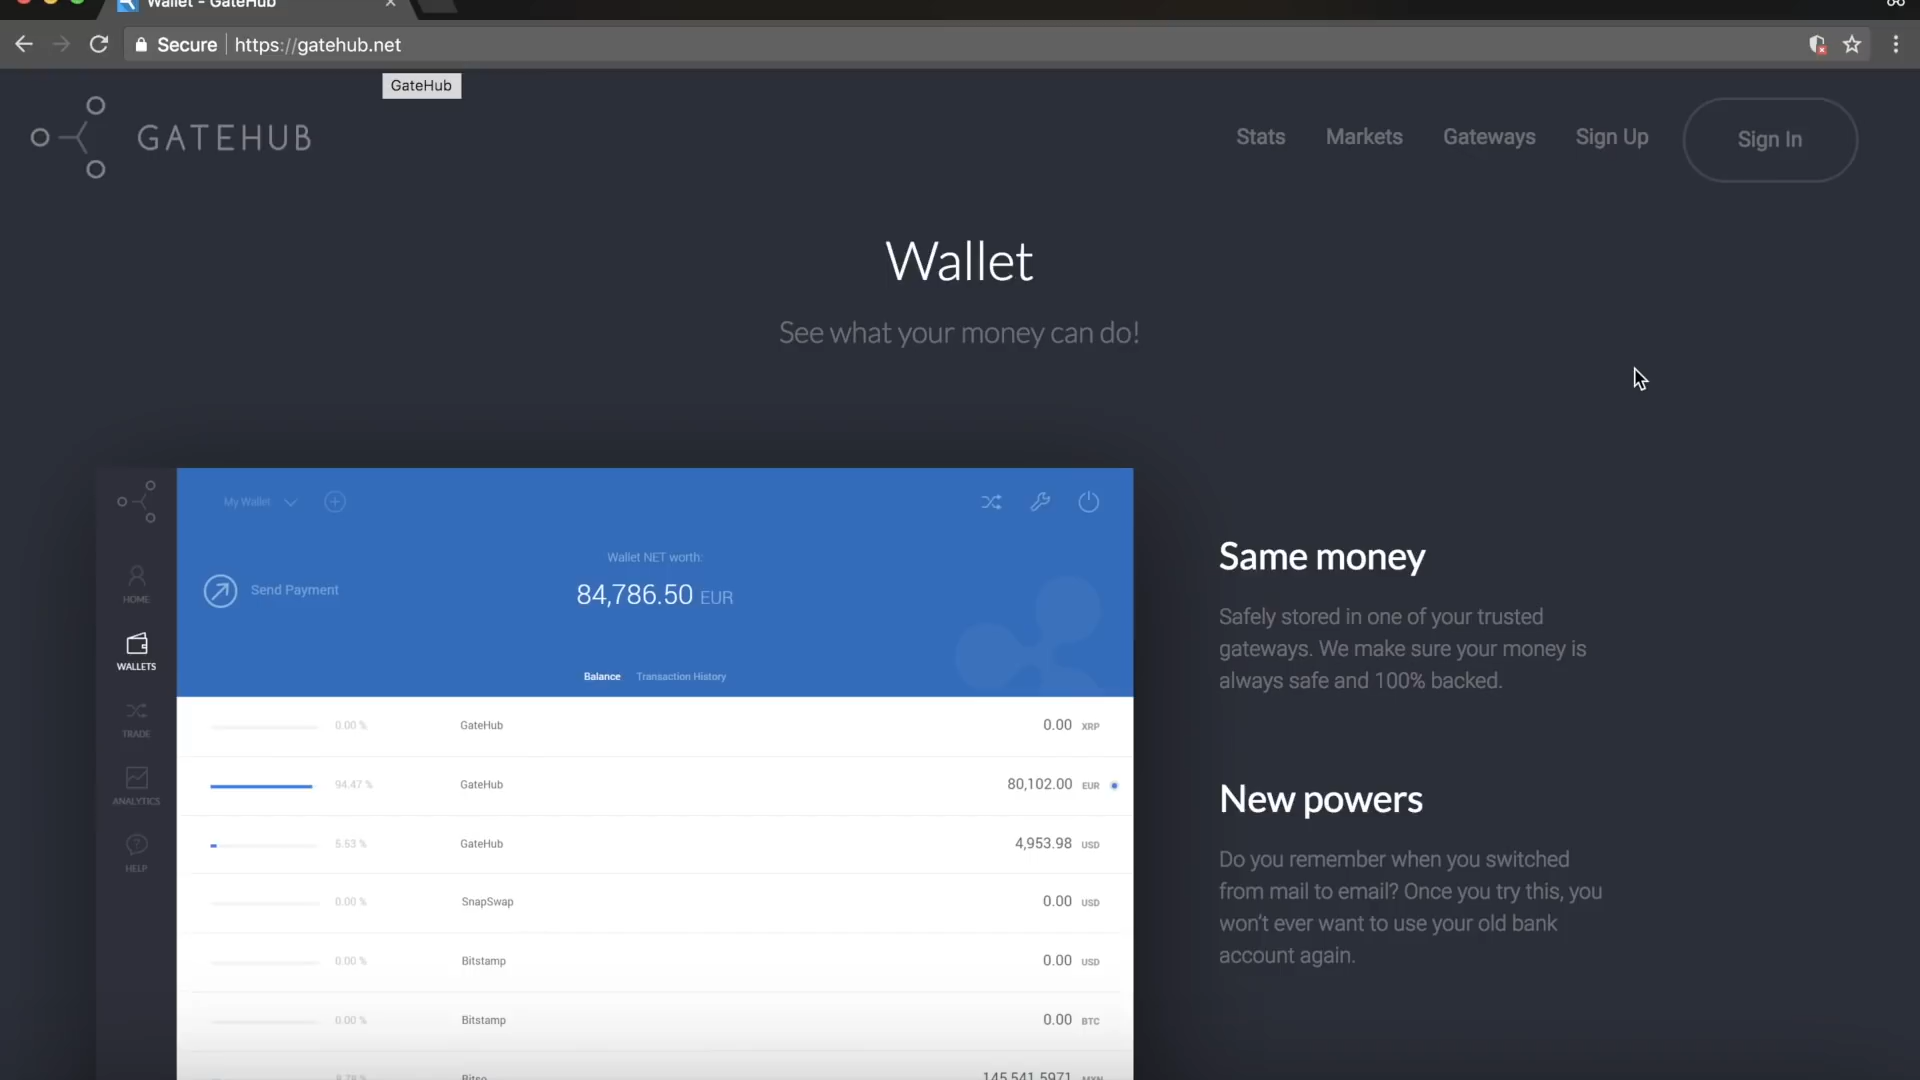 Wallet - GateHub
Secure
https://gatehub.net
GateHub
GATEHUB
Stats
Markets
Gateways
Sign Up
Sign In
Wallet
See what your money can do!
My Wallet
Wallet NET worth:
84,786.50 EUR
Send Payment
Balance
Transaction History
HOME
WALLETS
TRADE
ANALYTICS
HELP
0.00 % GateHub 0.00 XRP
94.47 % GateHub 80,102.00 EUR
5.53 % GateHub 4,953.98 USD
0.00 % SnapSwap 0.00 USD
0.00 % Bitstamp 0.00 USD
0.00 % Bitstamp 0.00 BTC
Bitso 145,541.5971 MXN
Same money
Safely stored in one of your trusted
gateways. We make sure your money is
always safe and 100% backed.
New powers
Do you remember when you switched
from mail to email? Once you try this, you
won't ever want to use your old bank
account again.